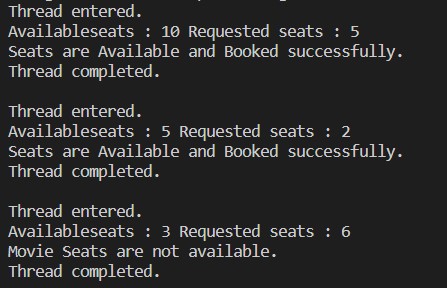 Thread entered.
Availableseats : 10 Requested seats : 5
Seats are Available and Booked successfully.
Thread completed.
Thread entered.
Availableseats : 5 Requested seats : 2
Seats are Available and Booked successfully.
Thread completed.
Thread entered.
Availableseats : 3 Requested seats : 6
Movie Seats are not available.
Thread completed.